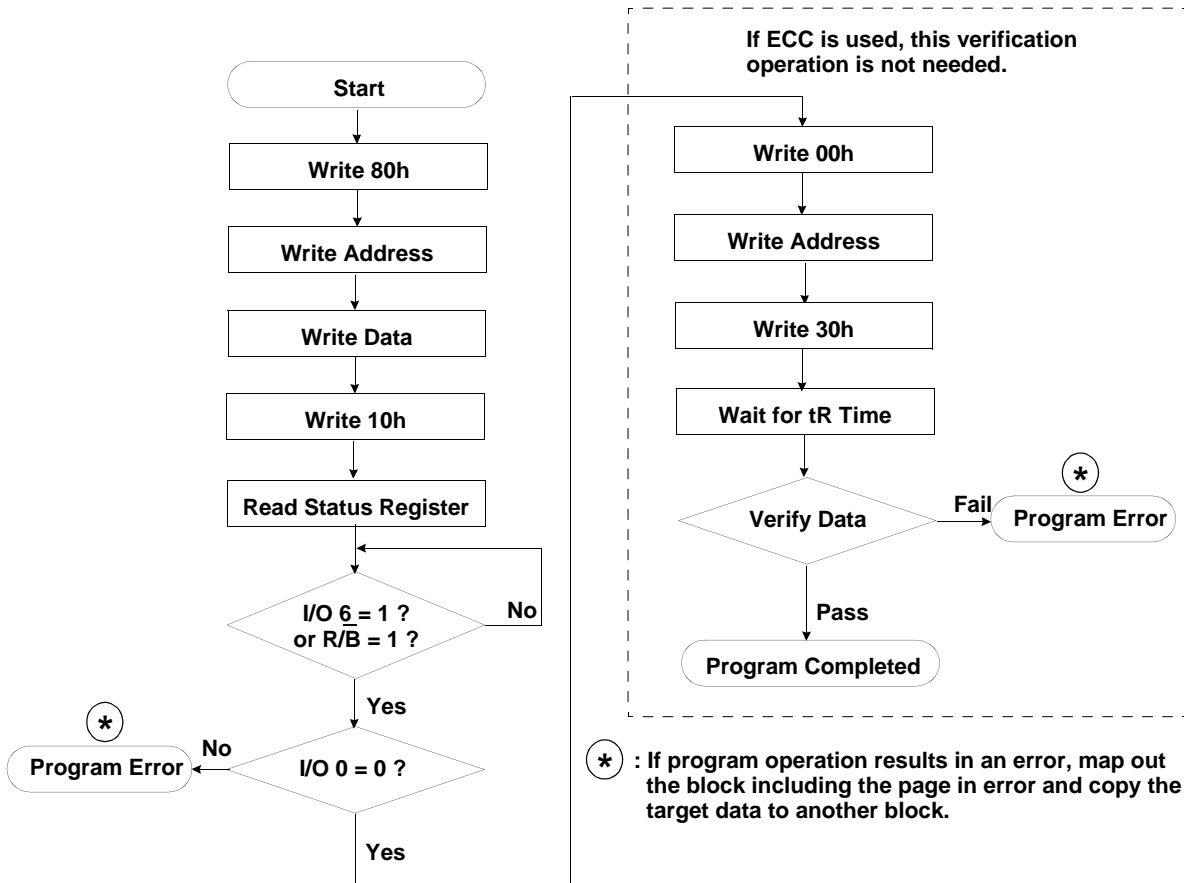 Start
Write 80h
Write Address
Write Data
Write 10h
Read Status Register
I/O 6 = 1 ?
or R/B̅ = 1 ?
No
Yes
*
No
Program Error
I/O 0 = 0 ?
Yes
If ECC is used, this verification
operation is not needed.
Write 00h
Write Address
Write 30h
Wait for tR Time
*
Verify Data
Fail
Program Error
Pass
Program Completed
* : If program operation results in an error, map out
the block including the page in error and copy the
target data to another block.